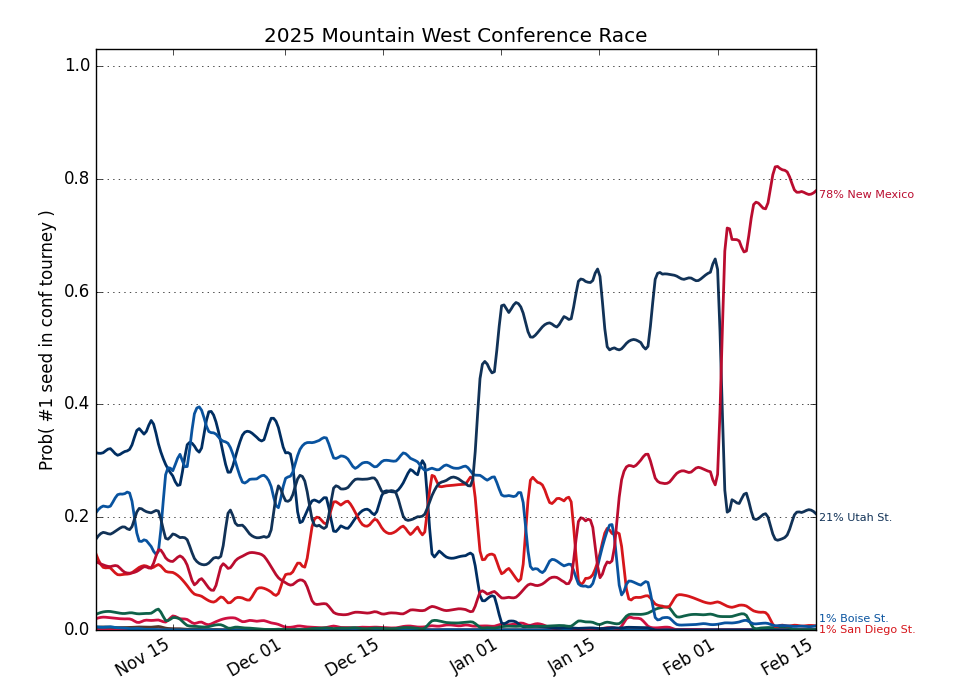 2025 Mountain West Conference Race
Prob( #1 seed in conf tourney )
1.0
0.8
0.6
0.4
0.2
0.0
78% New Mexico
21% Utah St.
1% Boise St.
1% San Diego St.
Nov 15
Dec 01
Dec 15
Jan 01
Jan 15
Feb 01
Feb 15